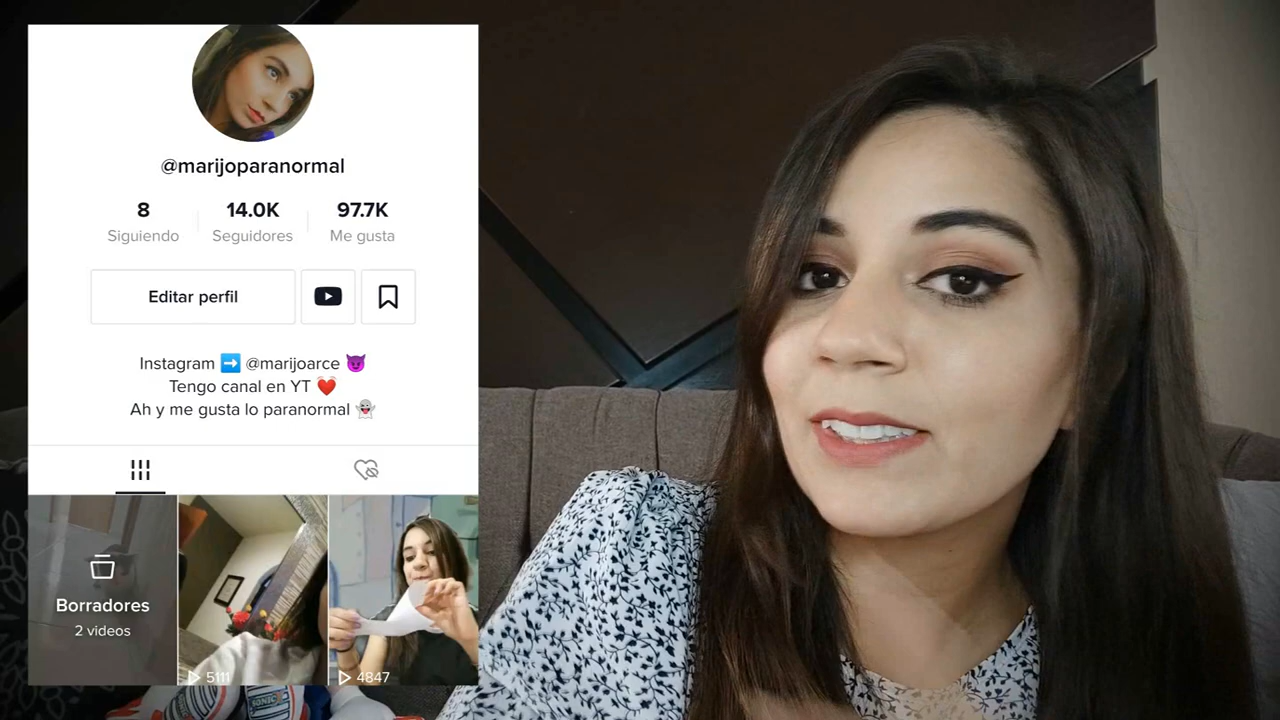 @marijoparanormal
8 14.0K 97.7K
Siguiendo Seguidores Me gusta
Editar perfil
Instagram ➡️ @marijoarce 😈
Tengo canal en YT ❤️
Ah y me gusta lo paranormal 👻
Borradores
2 videos
5111 4847
SONIC